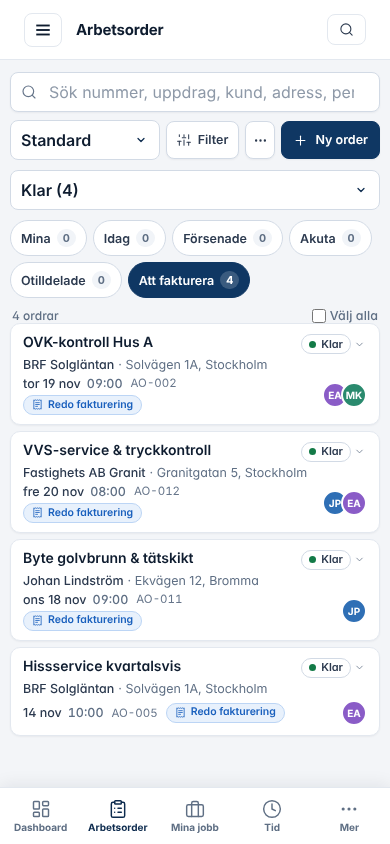 Arbetsorder
Sök nummer, uppdrag, kund, adress, per
Standard
Filter
Ny order
Klar (4)
Mina 0
Idag 0
Försenade 0
Akuta 0
Otilldelade 0
Att fakturera 4
4 ordrar
Välj alla
OVK-kontroll Hus A
Klar
BRF Solgläntan · Solvägen 1A, Stockholm
tor 19 nov 09:00 AO-002
EA MK
Redo fakturering
VVS-service & tryckkontroll
Klar
Fastighets AB Granit · Granitgatan 5, Stockholm
fre 20 nov 08:00 AO-012
JP EA
Redo fakturering
Byte golvbrunn & tätskikt
Klar
Johan Lindström · Ekvägen 12, Bromma
ons 18 nov 09:00 AO-011
JP
Redo fakturering
Hissservice kvartalsvis
Klar
BRF Solgläntan · Solvägen 1A, Stockholm
14 nov 10:00 AO-005 Redo fakturering
EA
Dashboard
Arbetsorder
Mina jobb
Tid
Mer